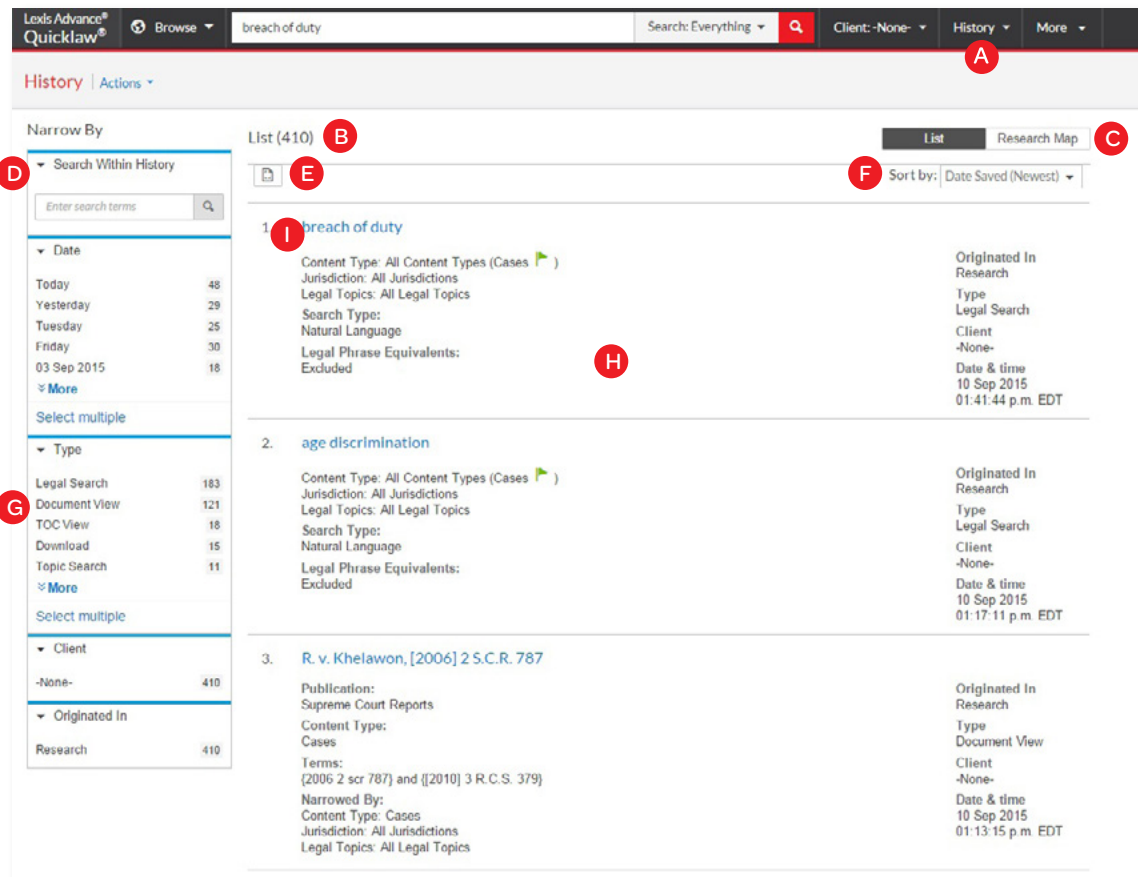 Lexis Advance®
Quicklaw®
Browse
breach of duty
Search: Everything
Client: -None-
History
More
A
History | Actions
Narrow By
List (410)
B
List
Research Map
C
D
Search Within History
E
F
Sort by: Date Saved (Newest)
Enter search terms
1.
I
breach of duty
Content Type: All Content Types (Cases )
Jurisdiction: All Jurisdictions
Legal Topics: All Legal Topics
Search Type:
Natural Language
Legal Phrase Equivalents:
Excluded
H
Originated In
Research
Type
Legal Search
Client
-None-
Date & time
10 Sep 2015
01:41:44 p.m. EDT
Date
Today 48
Yesterday 29
Tuesday 25
Friday 30
03 Sep 2015 18
More
Select multiple
Type
Legal Search 183
G
Document View 121
TOC View 18
Download 15
Topic Search 11
More
Select multiple
Client
-None- 410
Originated In
Research 410
2. age discrimination
Content Type: All Content Types (Cases )
Jurisdiction: All Jurisdictions
Legal Topics: All Legal Topics
Search Type:
Natural Language
Legal Phrase Equivalents:
Excluded
Originated In
Research
Type
Legal Search
Client
-None-
Date & time
10 Sep 2015
01:17:11 p.m. EDT
3. R. v. Khelawon, [2006] 2 S.C.R. 787
Publication:
Supreme Court Reports
Content Type:
Cases
Terms:
{2006 2 scr 787} and {[2010] 3 R.C.S. 379}
Narrowed By:
Content Type: Cases
Jurisdiction: All Jurisdictions
Legal Topics: All Legal Topics
Originated In
Research
Type
Document View
Client
-None-
Date & time
10 Sep 2015
01:13:15 p.m. EDT